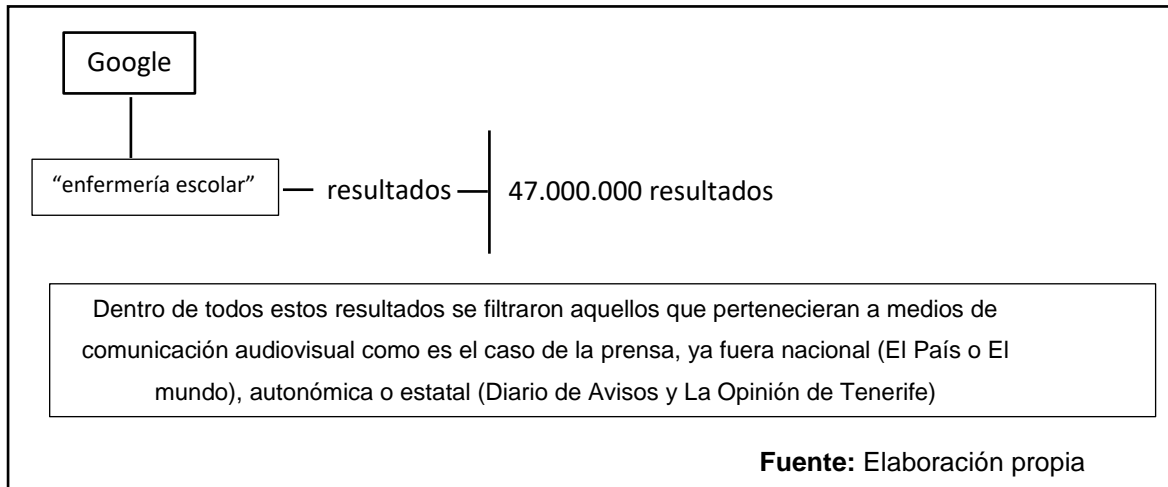 Google
“enfermería escolar”
resultados
47.000.000 resultados
Dentro de todos estos resultados se filtraron aquellos que pertenecieran a medios de
comunicación audiovisual como es el caso de la prensa, ya fuera nacional (El País o El
mundo), autonómica o estatal (Diario de Avisos y La Opinión de Tenerife)
Fuente: Elaboración propia